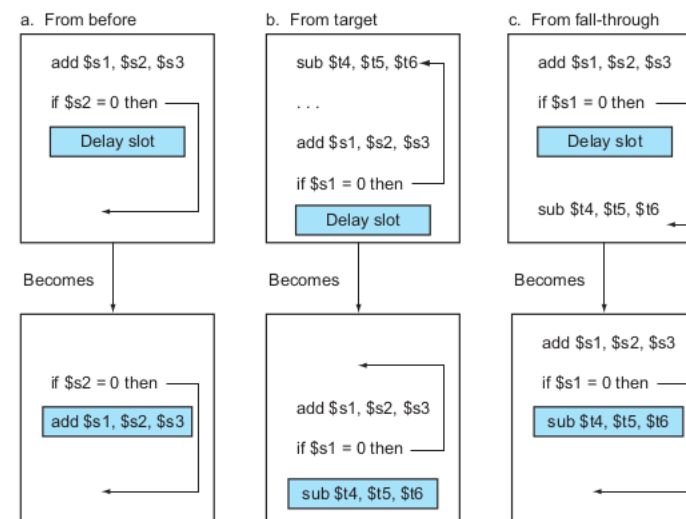 a. From before
add $s1, $s2, $s3
if $s2 = 0 then
Delay slot
Becomes
if $s2 = 0 then
add $s1, $s2, $s3
b. From target
sub $t4, $t5, $t6
. . .
add $s1, $s2, $s3
if $s1 = 0 then
Delay slot
Becomes
add $s1, $s2, $s3
if $s1 = 0 then
sub $t4, $t5, $t6
c. From fall-through
add $s1, $s2, $s3
if $s1 = 0 then
Delay slot
sub $t4, $t5, $t6
Becomes
add $s1, $s2, $s3
if $s1 = 0 then
sub $t4, $t5, $t6